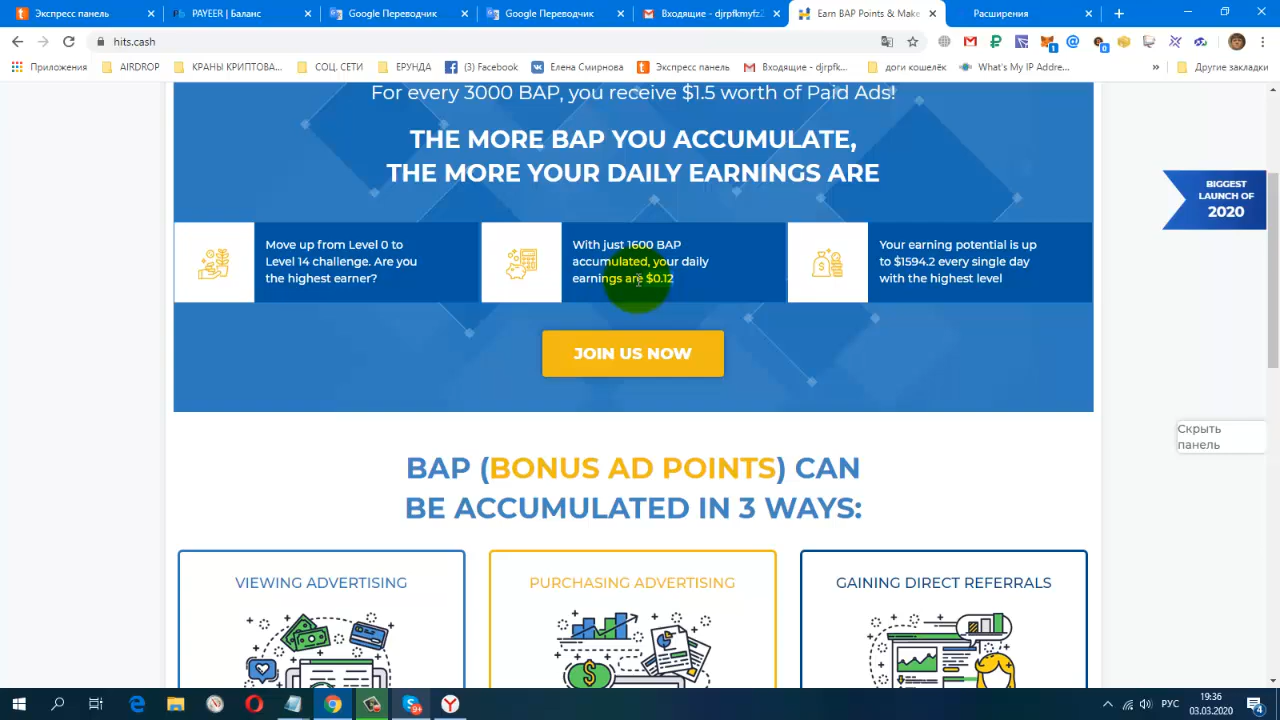 Экспресс панель
PAYEER | Баланс
Google Переводчик
Google Переводчик
Входящие - djrpfkmyfz
Earn BAP Points & Make
Расширения
hits.cash
Приложения
AIRDROP
КРАНЫ КРИПТОВА...
СОЦ. СЕТИ
ЕРУНДА
(3) Facebook
Елена Смирнова
Экспресс панель
Входящие - djrpfk...
доги кошелёк
What's My IP Addre...
»
Другие закладки
For every 3000 BAP, you receive $1.5 worth of Paid Ads!
THE MORE BAP YOU ACCUMULATE,
THE MORE YOUR DAILY EARNINGS ARE
BIGGEST
LAUNCH OF
2020
Move up from Level 0 to
Level 14 challenge. Are you
the highest earner?
With just 1600 BAP
accumulated, your daily
earnings are $0.12
Your earning potential is up
to $1594.2 every single day
with the highest level
JOIN US NOW
Скрыть
панель
BAP (BONUS AD POINTS) CAN
BE ACCUMULATED IN 3 WAYS:
VIEWING ADVERTISING
PURCHASING ADVERTISING
GAINING DIRECT REFERRALS
РУС
19:36
03.03.2020